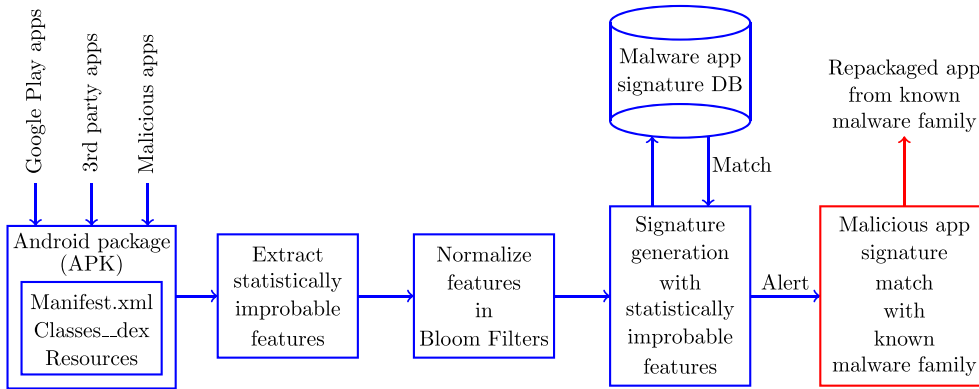 Google Play apps
3rd party apps
Malicious apps
Android package
(APK)
Manifest.xml
Classes__dex
Resources
Extract
statistically
improbable
features
Normalize
features
in
Bloom Filters
Malware app
signature DB
Match
Signature
generation
with
statistically
improbable
features
Alert
Repackaged app
from known
malware family
Malicious app
signature
match
with
known
malware family